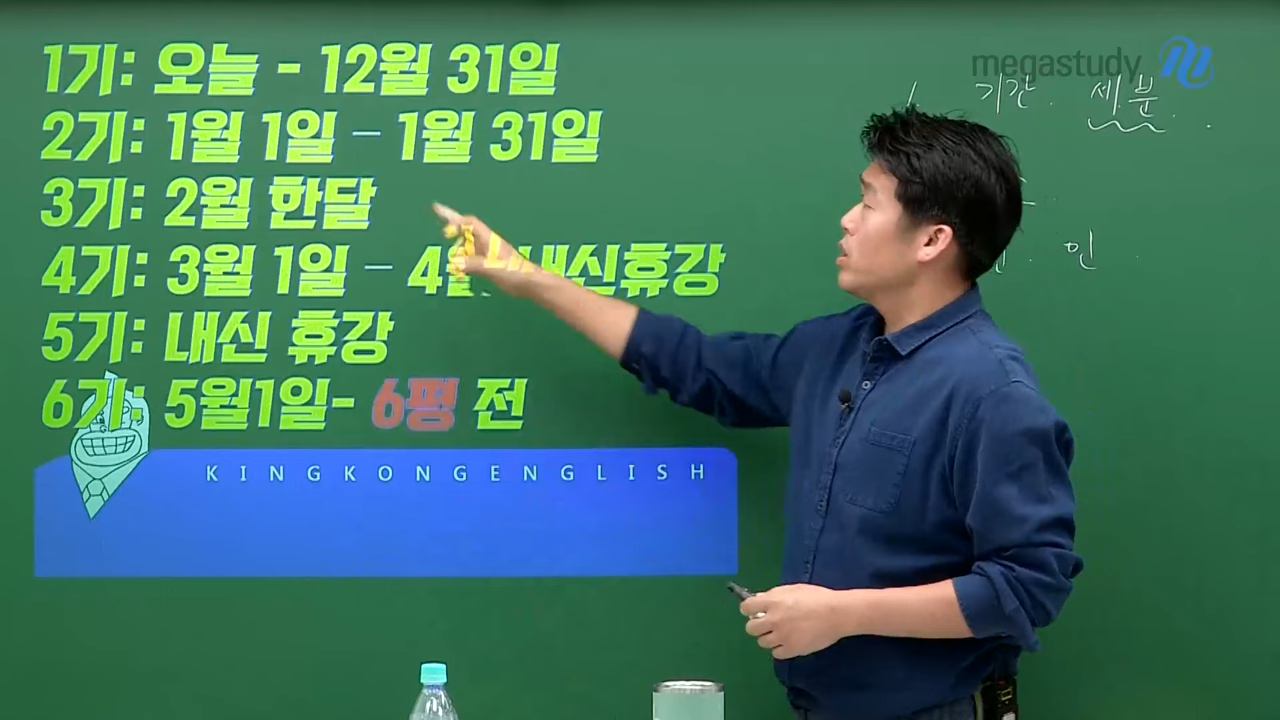 1기: 오늘 - 12월 31일
2기: 1월 1일 – 1월 31일
3기: 2월 한달
4기: 3월 1일 – 4월 내신휴강
5기: 내신 휴강
6기: 5월1일- 6평 전
KINGKONGENGLISH
megastudy
기간. 세분
인